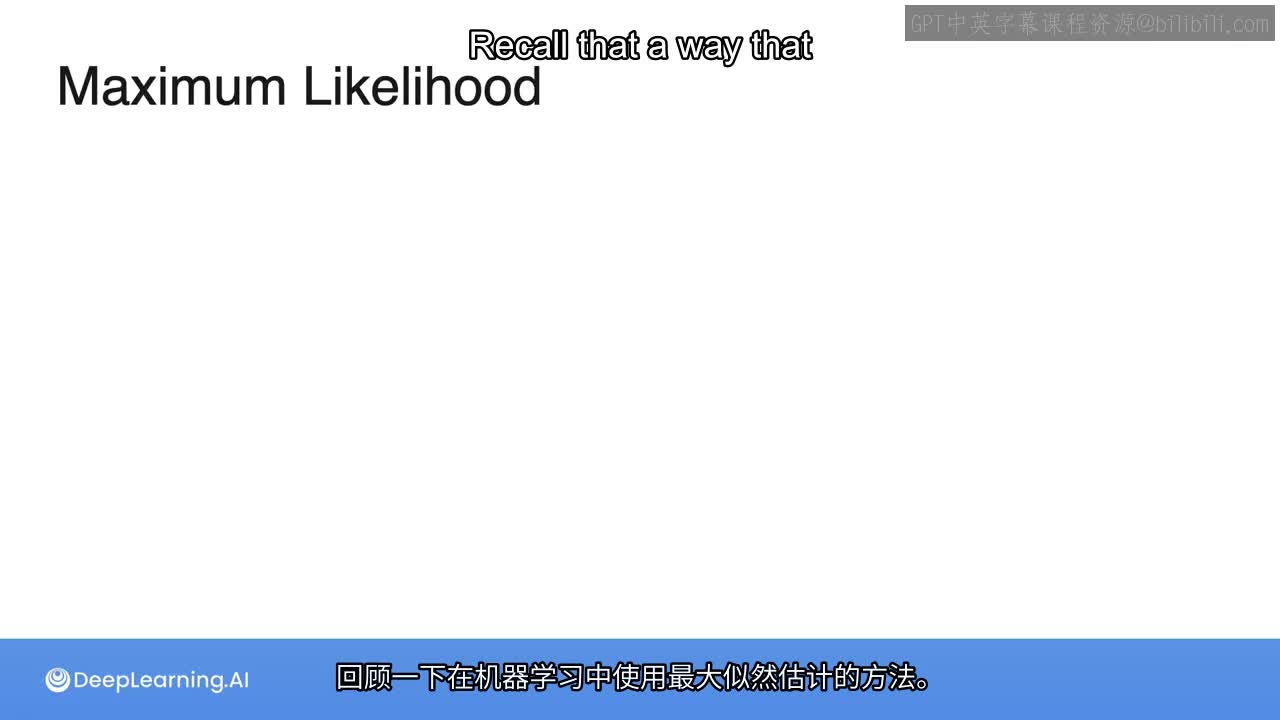 GPT中英字幕课程资源@bilibili.com
Recall that a way that
Maximum Likelihood
DeepLearning.AI
回顾一下在机器学习中使用最大似然估计的方法。